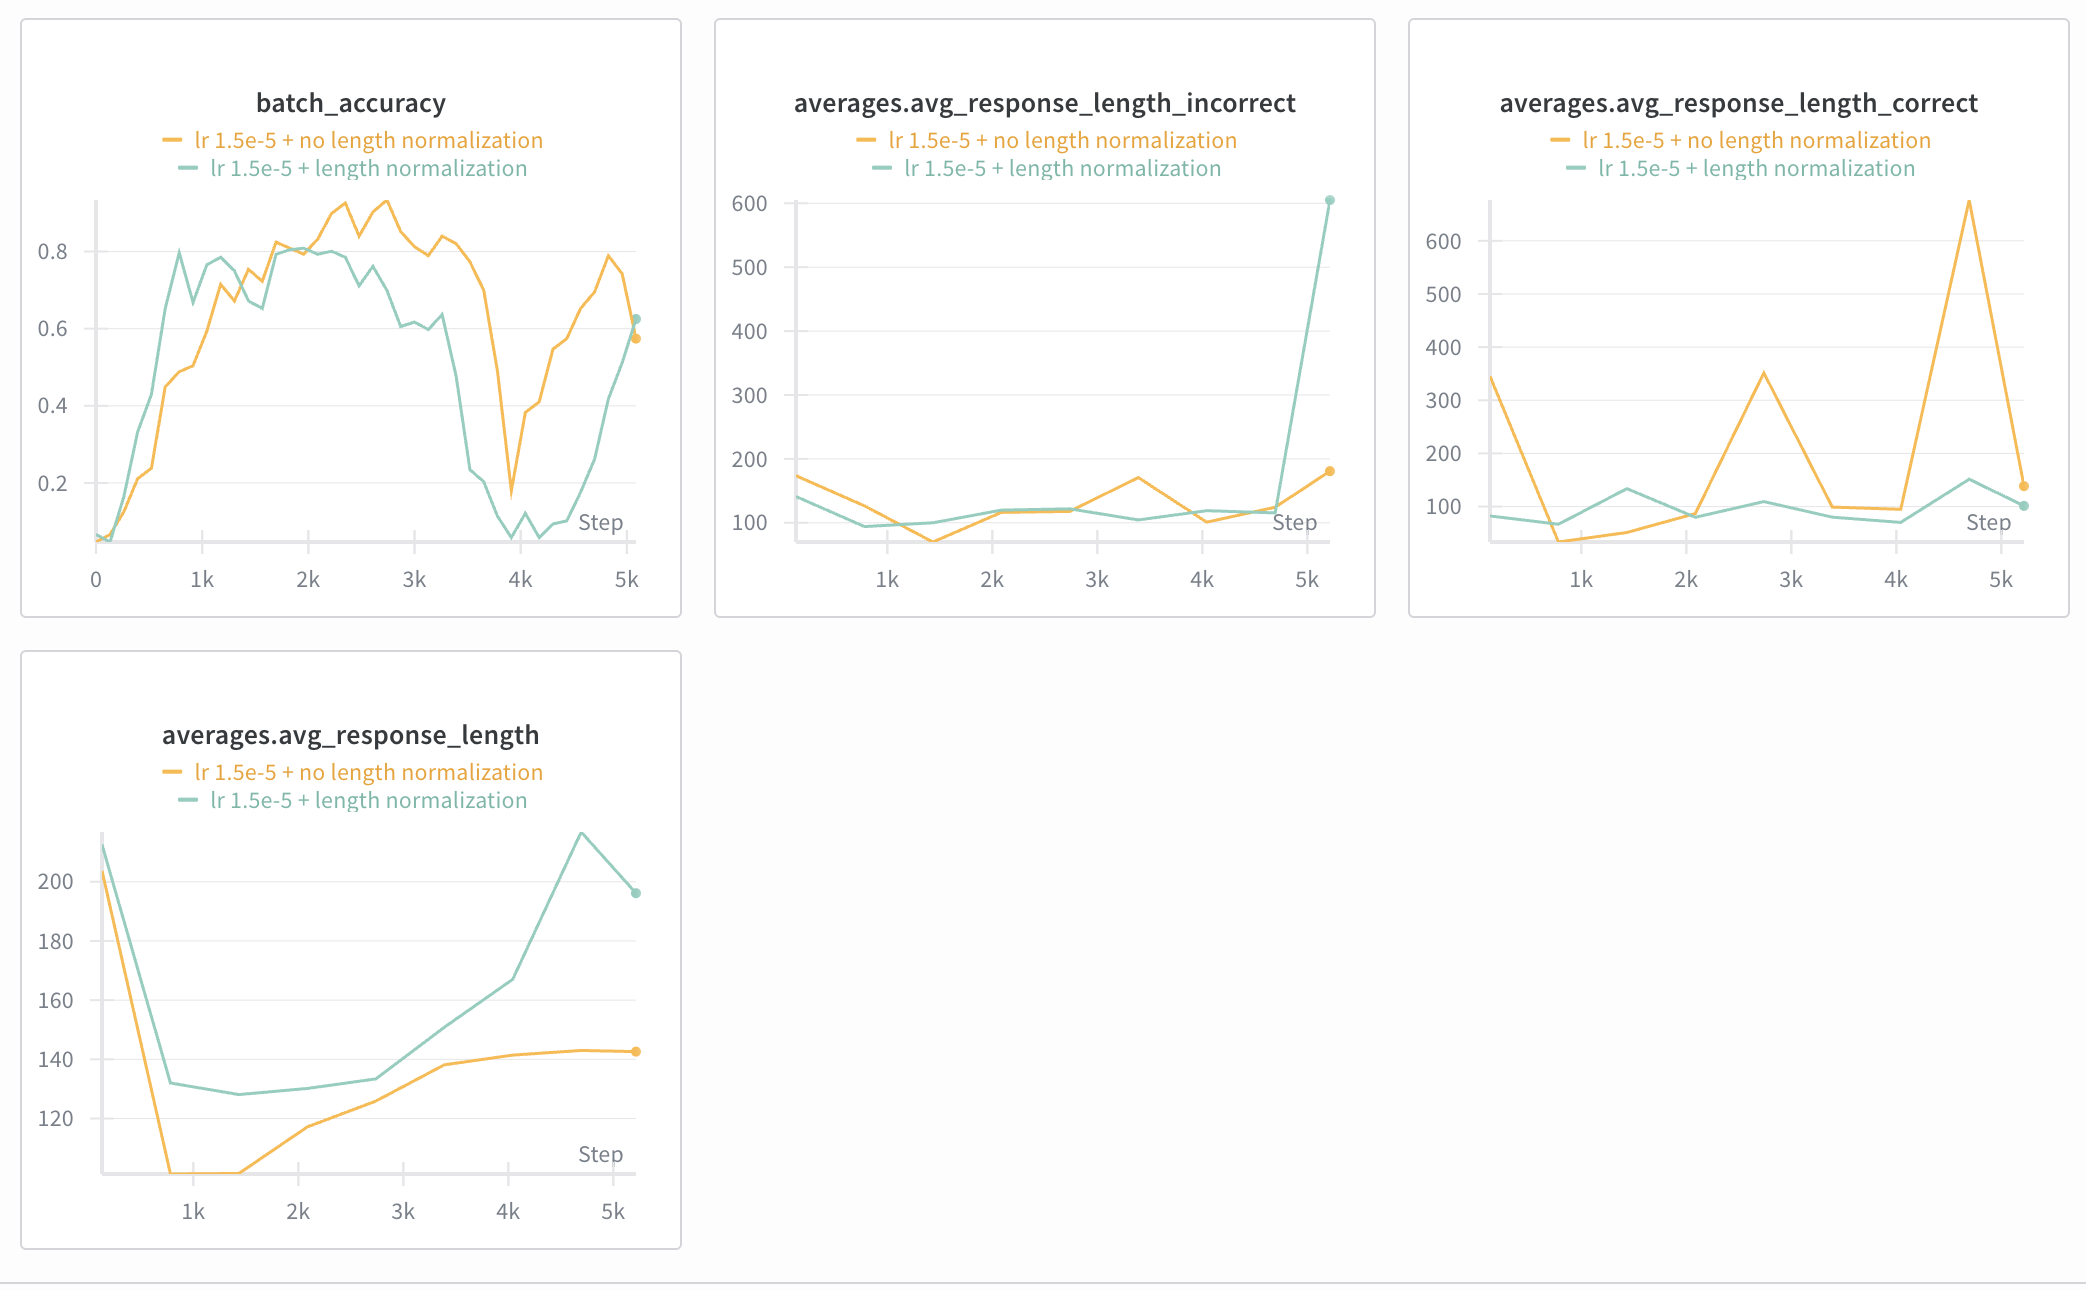 batch_accuracy
lr 1.5e-5 + no length normalization
lr 1.5e-5 + length normalization
0.8
0.6
0.4
0.2
Step
0 1k 2k 3k 4k 5k
averages.avg_response_length_incorrect
lr 1.5e-5 + no length normalization
lr 1.5e-5 + length normalization
600
500
400
300
200
100
Step
1k 2k 3k 4k 5k
averages.avg_response_length_correct
lr 1.5e-5 + no length normalization
lr 1.5e-5 + length normalization
600
500
400
300
200
100
Step
1k 2k 3k 4k 5k
averages.avg_response_length
lr 1.5e-5 + no length normalization
lr 1.5e-5 + length normalization
200
180
160
140
120
Step
1k 2k 3k 4k 5k